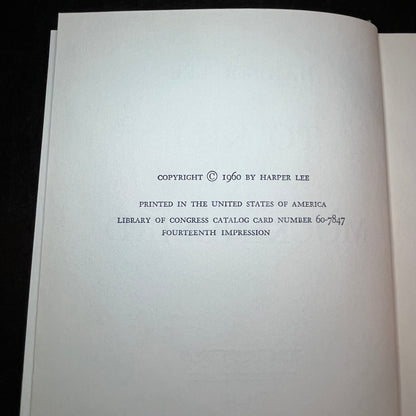 COPYRIGHT © 1960 BY HARPER LEE
PRINTED IN THE UNITED STATES OF AMERICA
LIBRARY OF CONGRESS CATALOG CARD NUMBER 60-7847
FOURTEENTH IMPRESSION